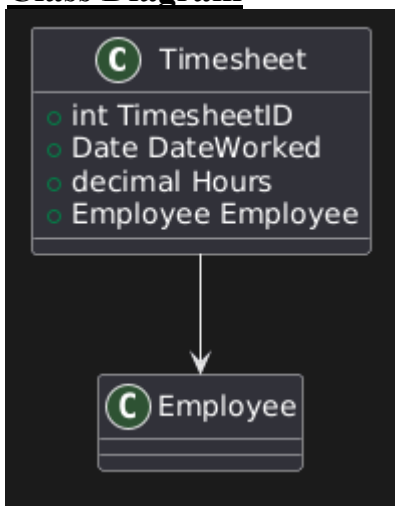 Class Diagram
C Timesheet
int TimesheetID
Date DateWorked
decimal Hours
Employee Employee
C Employee